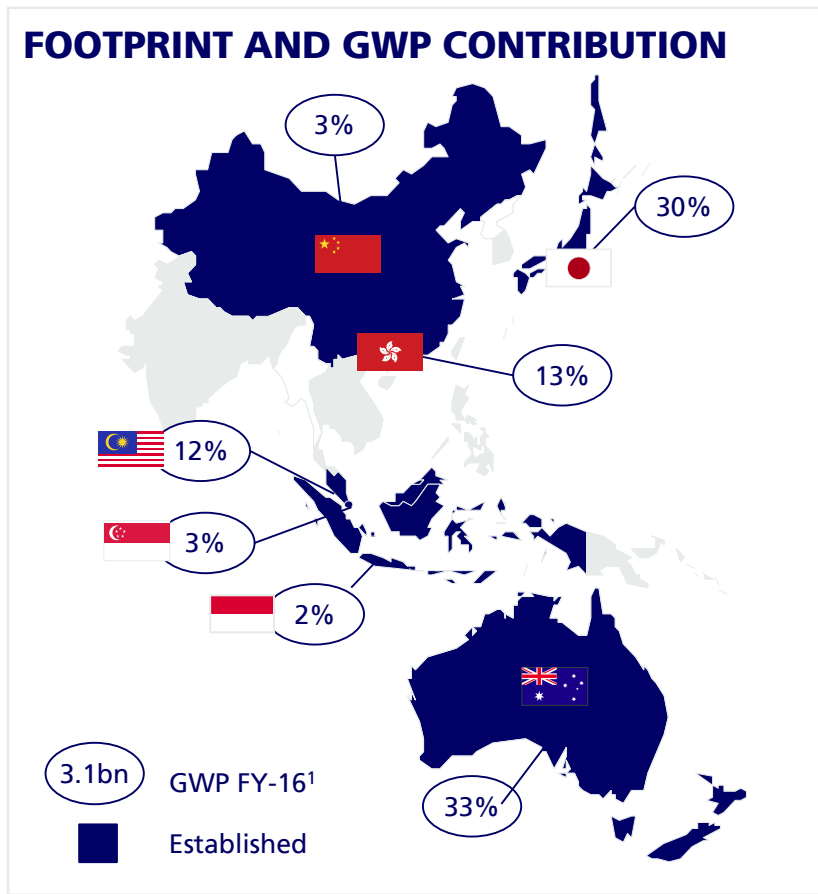 FOOTPRINT AND GWP CONTRIBUTION
3%
30%
13%
12%
3%
2%
33%
3.1bn GWP FY-16¹
Established